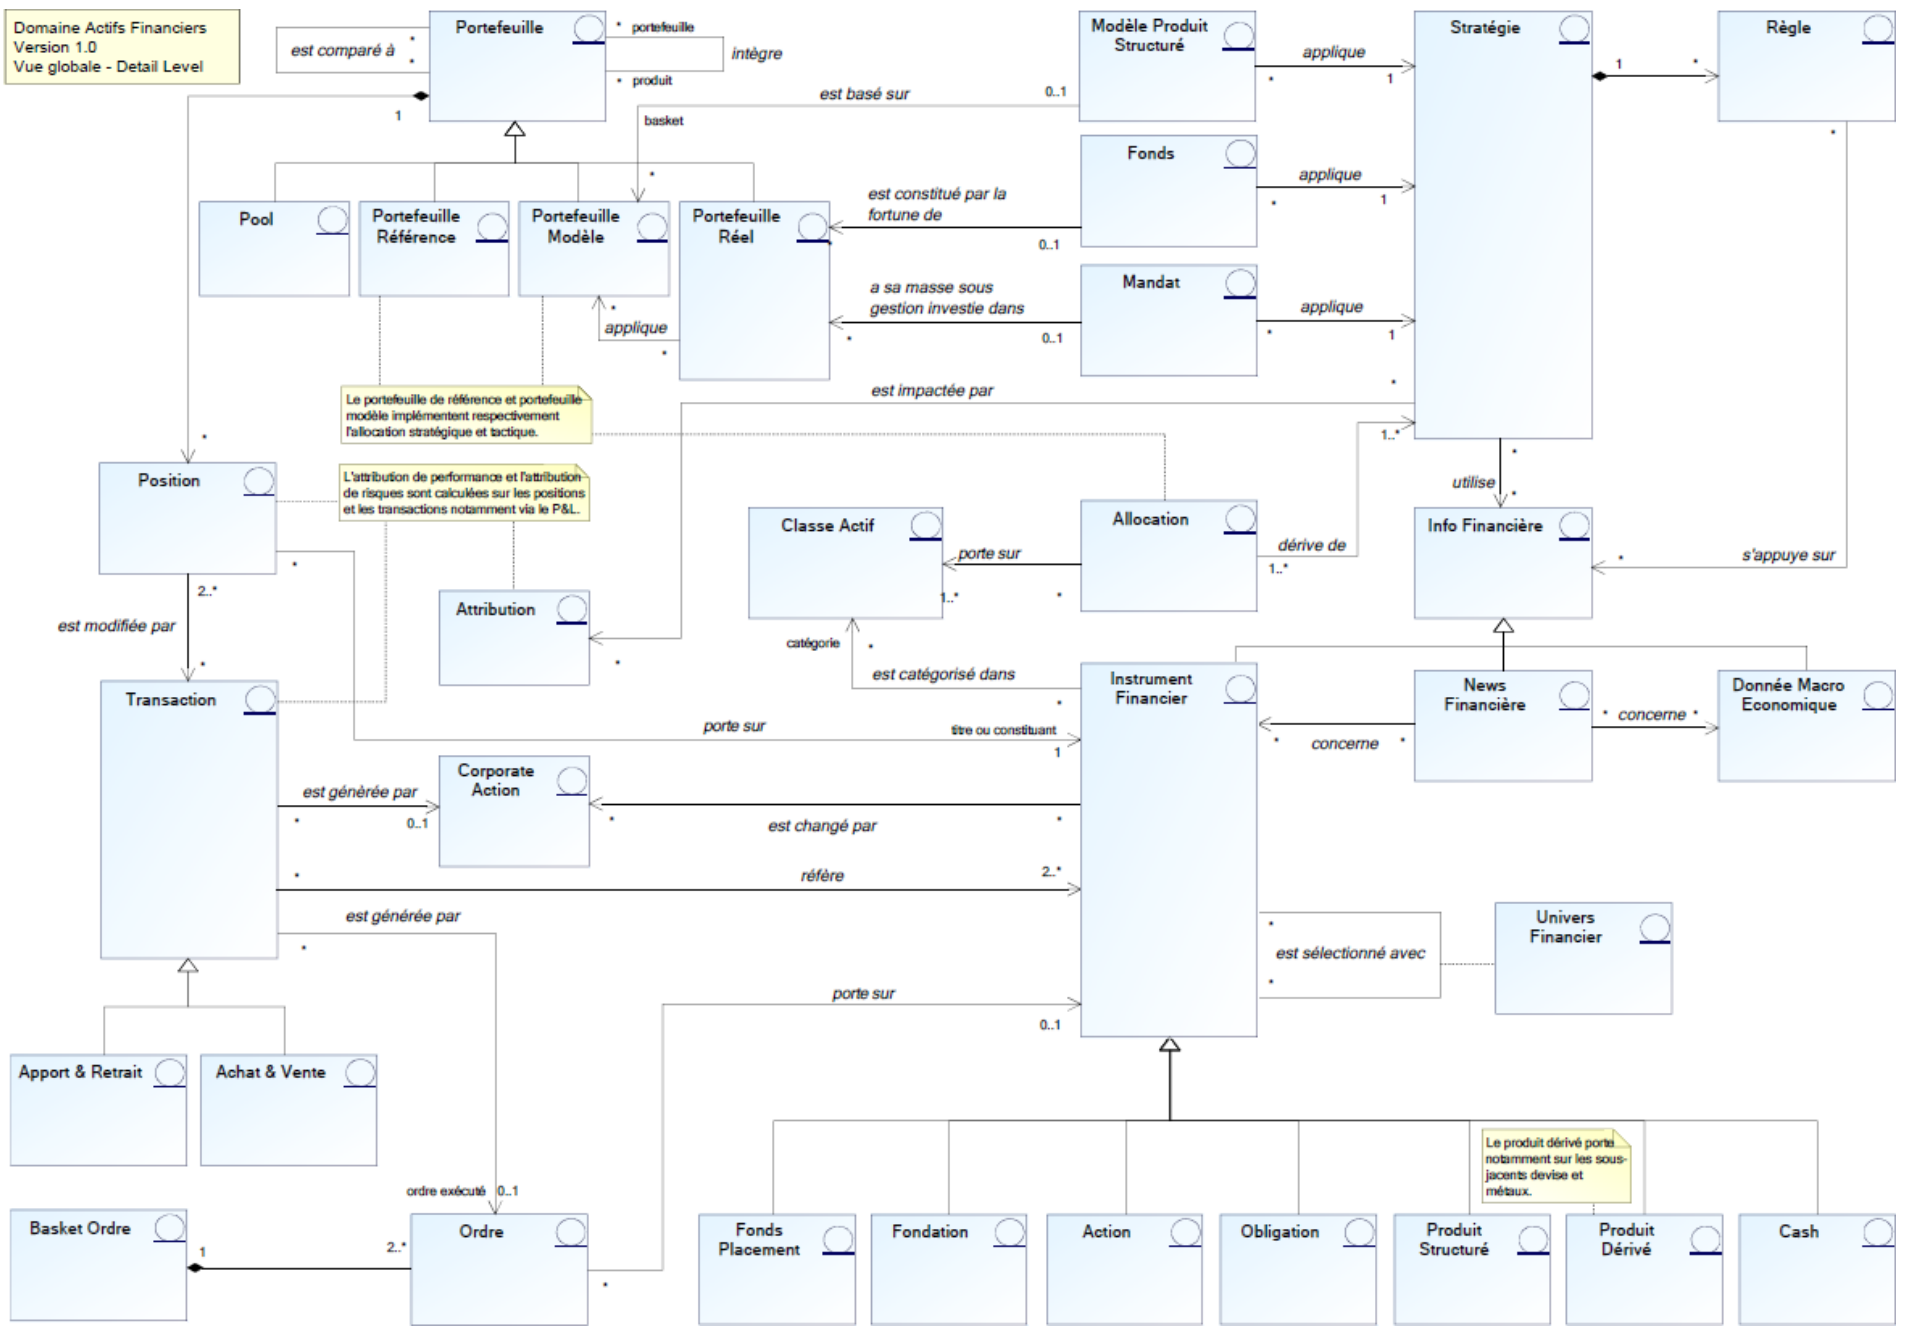 Domaine Actifs Financiers
Version 1.0
Vue globale - Detail Level
Portefeuille
est comparé à
*
*
* portefeuille
intègre
* produit
1
Modèle Produit
Structuré
applique
*
1
Stratégie
1
*
Règle
*
est basé sur
0..1
basket
*
Fonds
applique
*
1
est constitué par la
fortune de
*
0..1
Pool
Portefeuille
Référence
Portefeuille
Modèle
Portefeuille
Réel
Mandat
applique
*
1
a sa masse sous
gestion investie dans
*
0..1
*
applique
*
est impactée par
*
Le portefeuille de référence et portefeuille
modèle implémentent respectivement
l'allocation stratégique et tactique.
*
1..*
*
utilise
*
Position
L'attribution de performance et l'attribution
de risques sont calculées sur les positions
et les transactions notamment via le P&L.
Classe Actif
Allocation
Info Financière
dérive de
1..*
porte sur
1..*
*
*
s'appuye sur
*
2..*
est modifiée par
*
Attribution
*
catégorie
*
est catégorisé dans
*
Transaction
Instrument
Financier
News
Financière
Donnée Macro
Economique
* concerne *
*
concerne
*
porte sur
titre ou constituant
1
Corporate
Action
est générée par
*
0..1
*
est changé par
*
*
réfère
2..*
est générée par
*
*
est sélectionné avec
*
Univers
Financier
porte sur
0..1
Apport & Retrait
Achat & Vente
Le produit dérivé porte
notamment sur les sous-
jacents devise et
métaux.
ordre exécuté
0..1
Basket Ordre
1
2..*
Ordre
*
Fonds
Placement
Fondation
Action
Obligation
Produit
Structuré
Produit
Dérivé
Cash